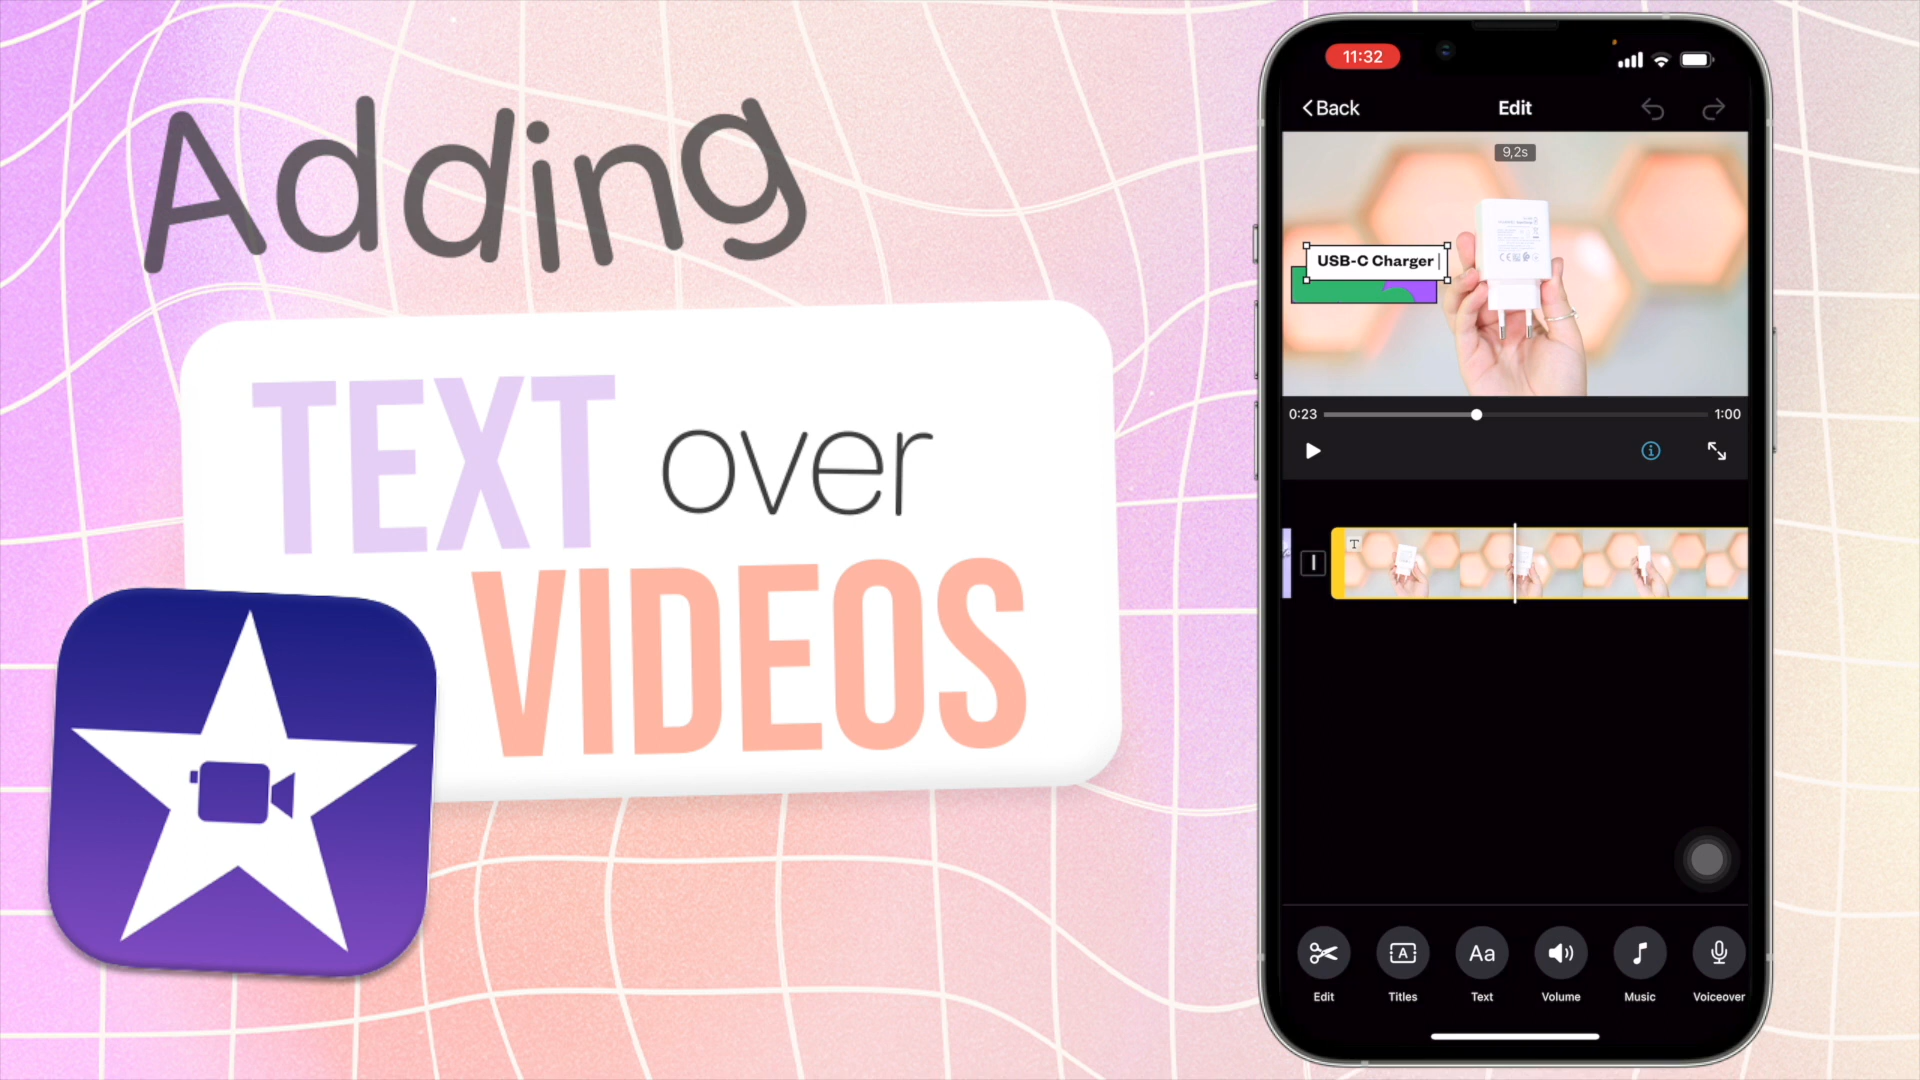 Adding
TEXT over
VIDEOS
11:32
Back
Edit
9,2s
USB-C Charger
0:23
1:00
T
Edit
A
Titles
Aa
Text
Volume
Music
Voiceover